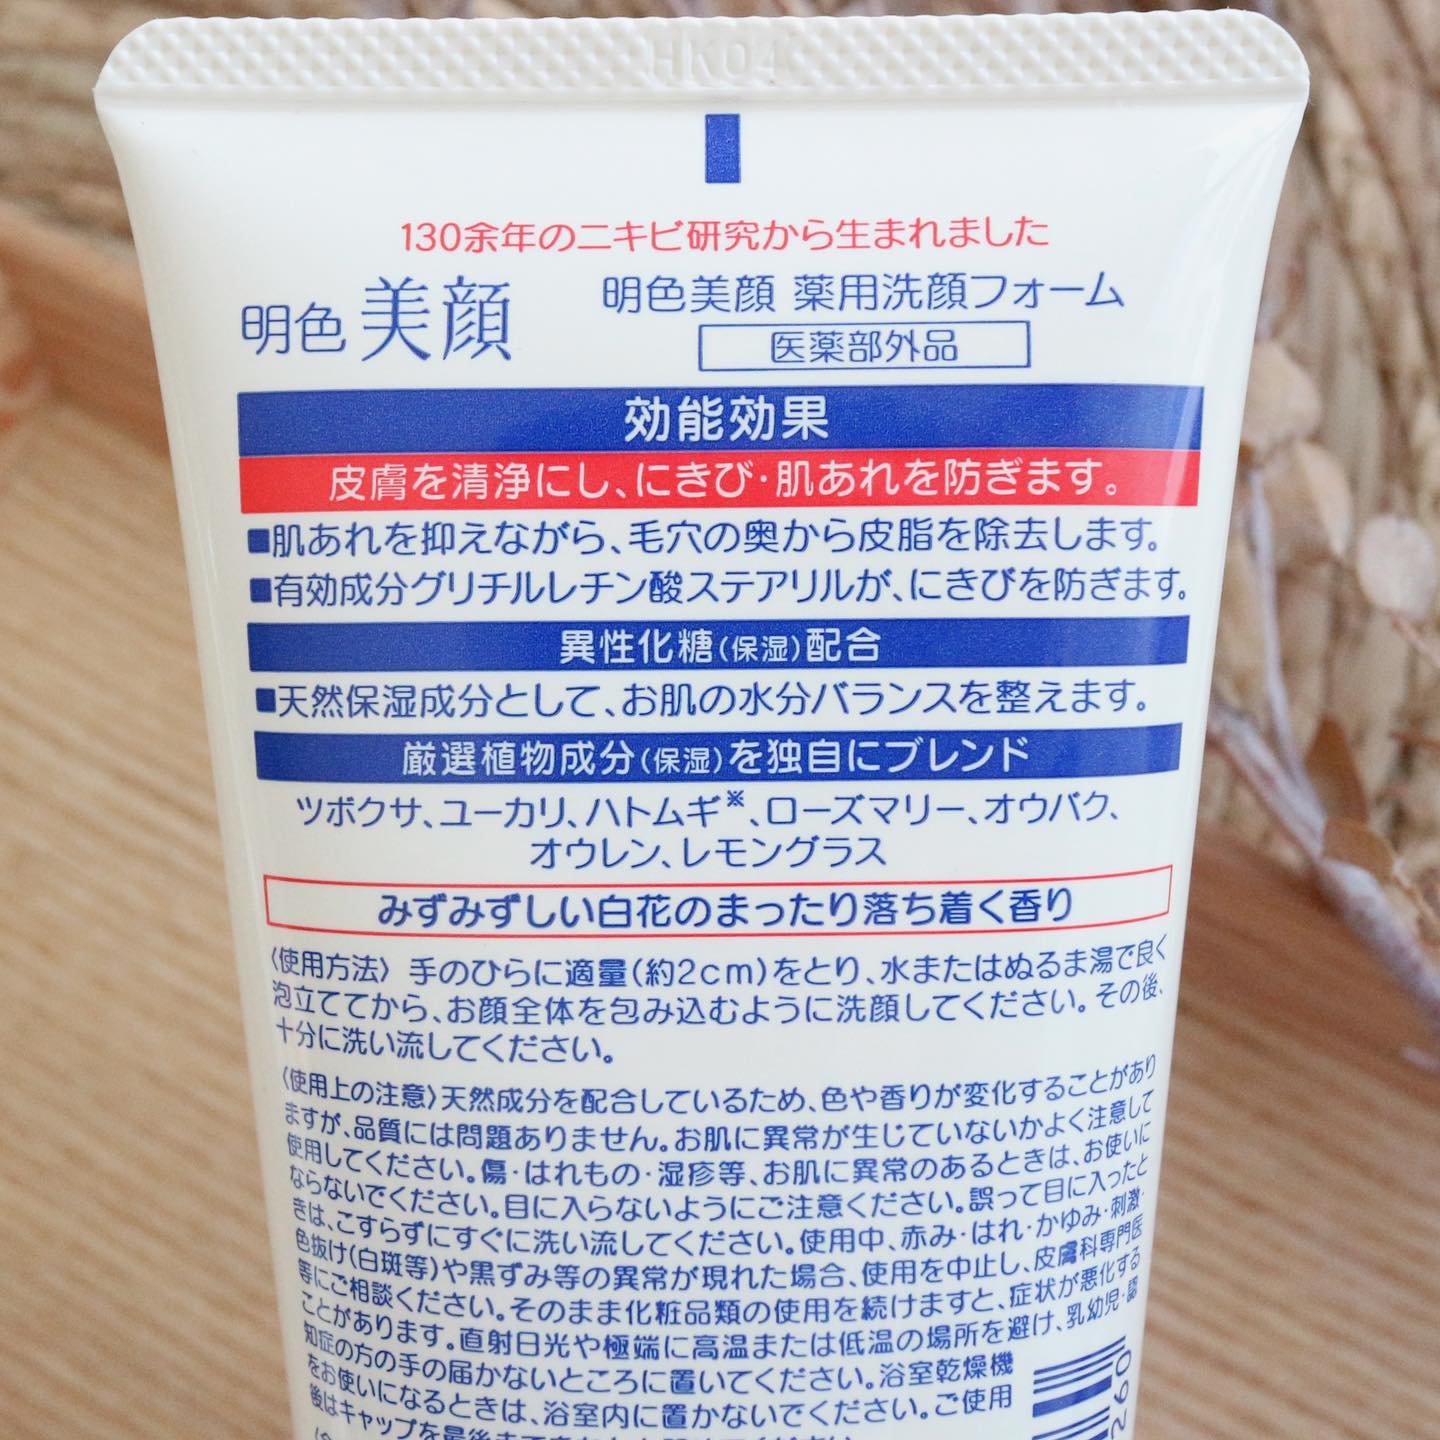 HK04
130余年のニキビ研究から生まれました
明色 美顔
明色美顔 薬用洗顔フォーム
医薬部外品
効能効果
皮膚を清浄にし、にきび・肌あれを防ぎます。
■肌あれを抑えながら、毛穴の奥から皮脂を除去します。
■有効成分グリチルレチン酸ステアリルが、にきびを防ぎます。
異性化糖(保湿)配合
■天然保湿成分として、お肌の水分バランスを整えます。
厳選植物成分(保湿)を独自にブレンド
ツボクサ、ユーカリ、ハトムギ※、ローズマリー、オウバク、
オウレン、レモングラス
みずみずしい白花のまったり落ち着く香り
〈使用方法〉 手のひらに適量(約2cm)をとり、水またはぬるま湯で良く
泡立ててから、お顔全体を包み込むように洗顔してください。その後、
十分に洗い流してください。
〈使用上の注意〉天然成分を配合しているため、色や香りが変化することがあり
ますが、品質には問題ありません。お肌に異常が生じていないかよく注意して
使用してください。傷・はれもの・湿疹等、お肌に異常のあるときは、お使いに
ならないでください。目に入らないようにご注意ください。誤って目に入ったと
きは、こすらずにすぐに洗い流してください。使用中、赤み・はれ・かゆみ・刺激・
色抜け(白斑等)や黒ずみ等の異常が現れた場合、使用を中止し、皮膚科専門医
等にご相談ください。そのまま化粧品類の使用を続けますと、症状が悪化する
ことがあります。直射日光や極端に高温または低温の場所を避け、乳幼児・認
知症の方の手の届かないところに置いてください。浴室乾燥機
をお使いになるときは、浴室内に置かないでください。ご使用
後はキャップを最後まで
260